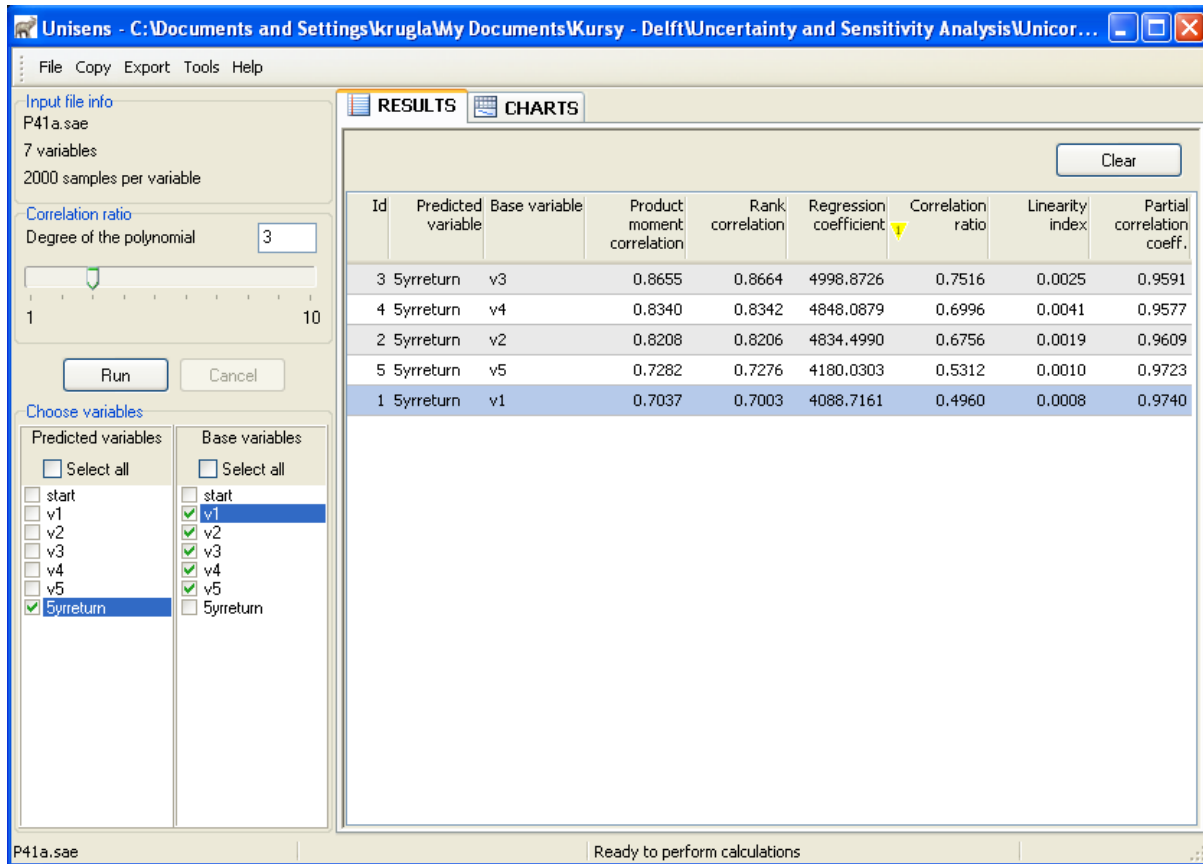 Unisens - C:\Documents and Settings\krugla\My Documents\Kursy - Delft\Uncertainty and Sensitivity Analysis\Unicor...
File Copy Export Tools Help
Input file info
P41a.sae
7 variables
2000 samples per variable
Correlation ratio
Degree of the polynomial 3
1 10
Run Cancel
Choose variables
Predicted variables Base variables
Select all Select all
start start
v1 v1
v2 v2
v3 v3
v4 v4
v5 v5
5yrreturn 5yrreturn
RESULTS CHARTS
Clear
Id Predicted variable Base variable Product moment correlation Rank correlation Regression coefficient 1 Correlation ratio Linearity index Partial correlation coeff.
3 5yrreturn v3 0.8655 0.8664 4998.8726 0.7516 0.0025 0.9591
4 5yrreturn v4 0.8340 0.8342 4848.0879 0.6996 0.0041 0.9577
2 5yrreturn v2 0.8208 0.8206 4834.4990 0.6756 0.0019 0.9609
5 5yrreturn v5 0.7282 0.7276 4180.0303 0.5312 0.0010 0.9723
1 5yrreturn v1 0.7037 0.7003 4088.7161 0.4960 0.0008 0.9740
P41a.sae Ready to perform calculations